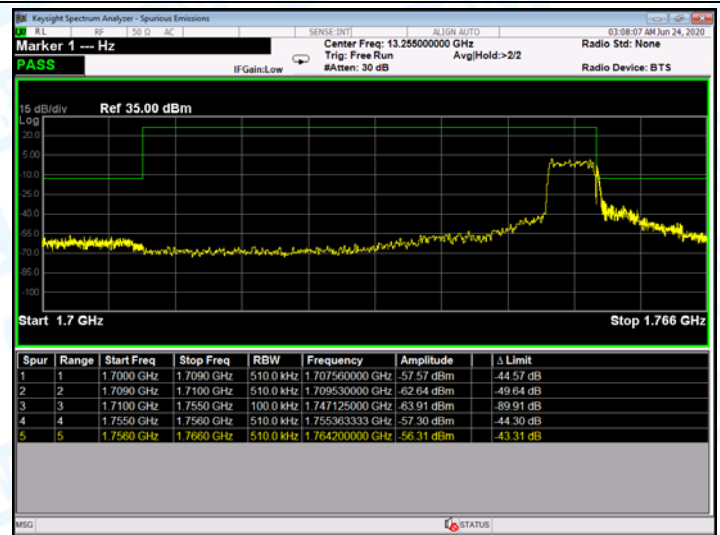 Keysight Spectrum Analyzer - Spurious Emissions
RL RF 50 Ω AC SENSE:INT ALIGN AUTO 03:08:07 AM Jun 24, 2020
Marker 1 --- Hz Center Freq: 13.255000000 GHz Radio Std: None
Trig: Free Run Avg|Hold:>2/2
PASS IFGain:Low #Atten: 30 dB Radio Device: BTS
15 dB/div Ref 35.00 dBm
Log
20.0
5.00
-10.0
-25.0
-40.0
-55.0
-70.0
-85.0
-100
Start 1.7 GHz Stop 1.766 GHz
Spur Range Start Freq Stop Freq RBW Frequency Amplitude Δ Limit
1 1 1.7000 GHz 1.7090 GHz 510.0 kHz 1.707560000 GHz -57.57 dBm -44.57 dB
2 2 1.7090 GHz 1.7100 GHz 510.0 kHz 1.709530000 GHz -62.64 dBm -49.64 dB
3 3 1.7100 GHz 1.7550 GHz 100.0 kHz 1.747125000 GHz -63.91 dBm -89.91 dB
4 4 1.7550 GHz 1.7560 GHz 510.0 kHz 1.755363333 GHz -57.30 dBm -44.30 dB
5 5 1.7560 GHz 1.7660 GHz 510.0 kHz 1.764200000 GHz -56.31 dBm -43.31 dB
MSG STATUS